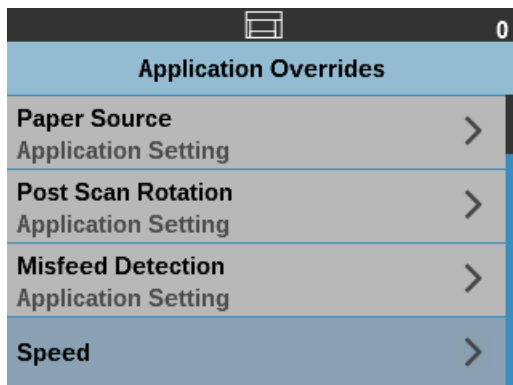 0
Application Overrides
Paper Source
Application Setting
Post Scan Rotation
Application Setting
Misfeed Detection
Application Setting
Speed